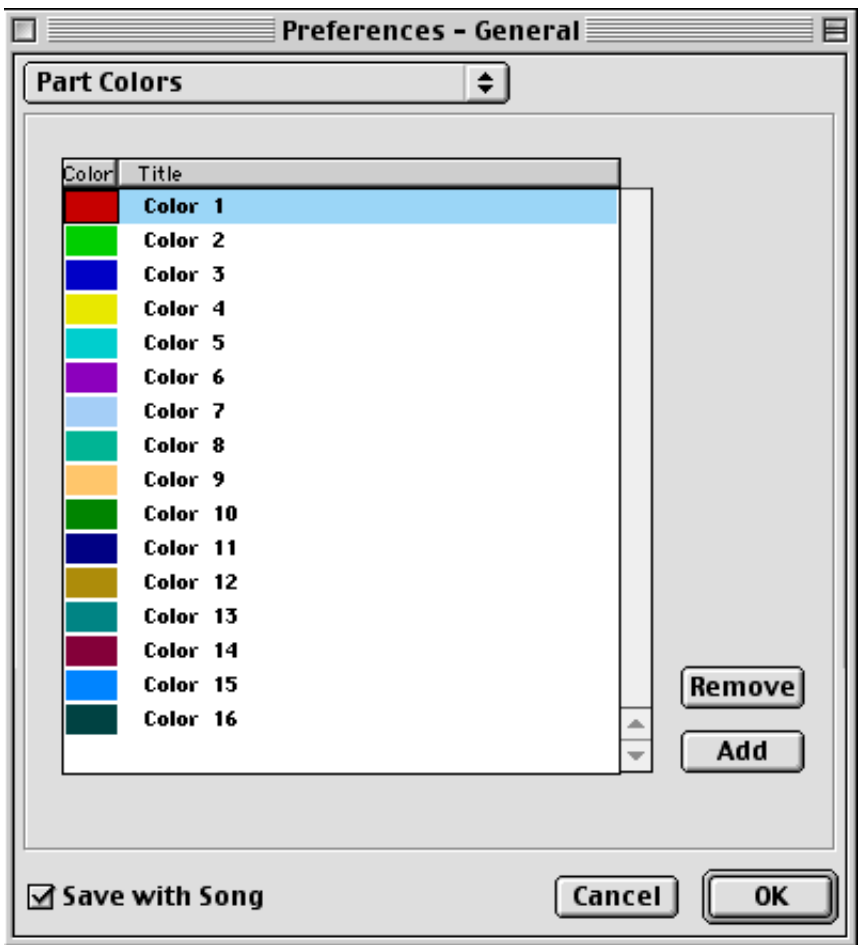 Preferences - General
Part Colors
Color Title
Color 1
Color 2
Color 3
Color 4
Color 5
Color 6
Color 7
Color 8
Color 9
Color 10
Color 11
Color 12
Color 13
Color 14
Color 15
Color 16
Remove
Add
Save with Song Cancel OK